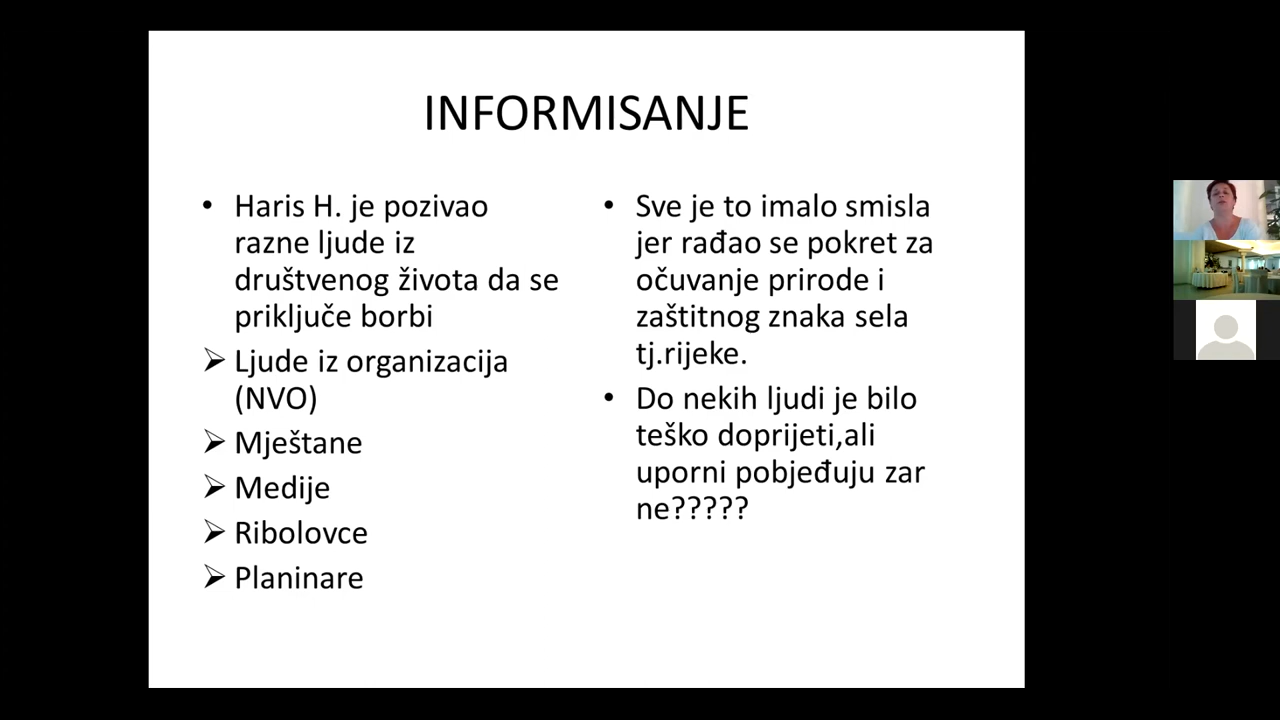 INFORMISANJE
• Haris H. je pozivao
razne ljude iz
društvenog života da se
priključe borbi
➢ Ljude iz organizacija
(NVO)
➢ Mještane
➢ Medije
➢ Ribolovce
➢ Planinare
• Sve je to imalo smisla
jer rađao se pokret za
očuvanje prirode i
zaštitnog znaka sela
tj.rijeke.
• Do nekih ljudi je bilo
teško doprijeti,ali
uporni pobjeđuju zar
ne?????